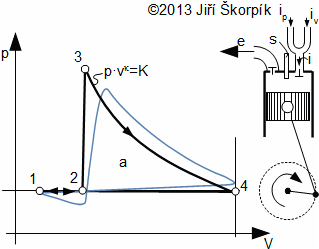 ©2013 Jiří Škorpík
i_p i_v
e s i
p
3
p·v^κ=K
a
1 2 4
V